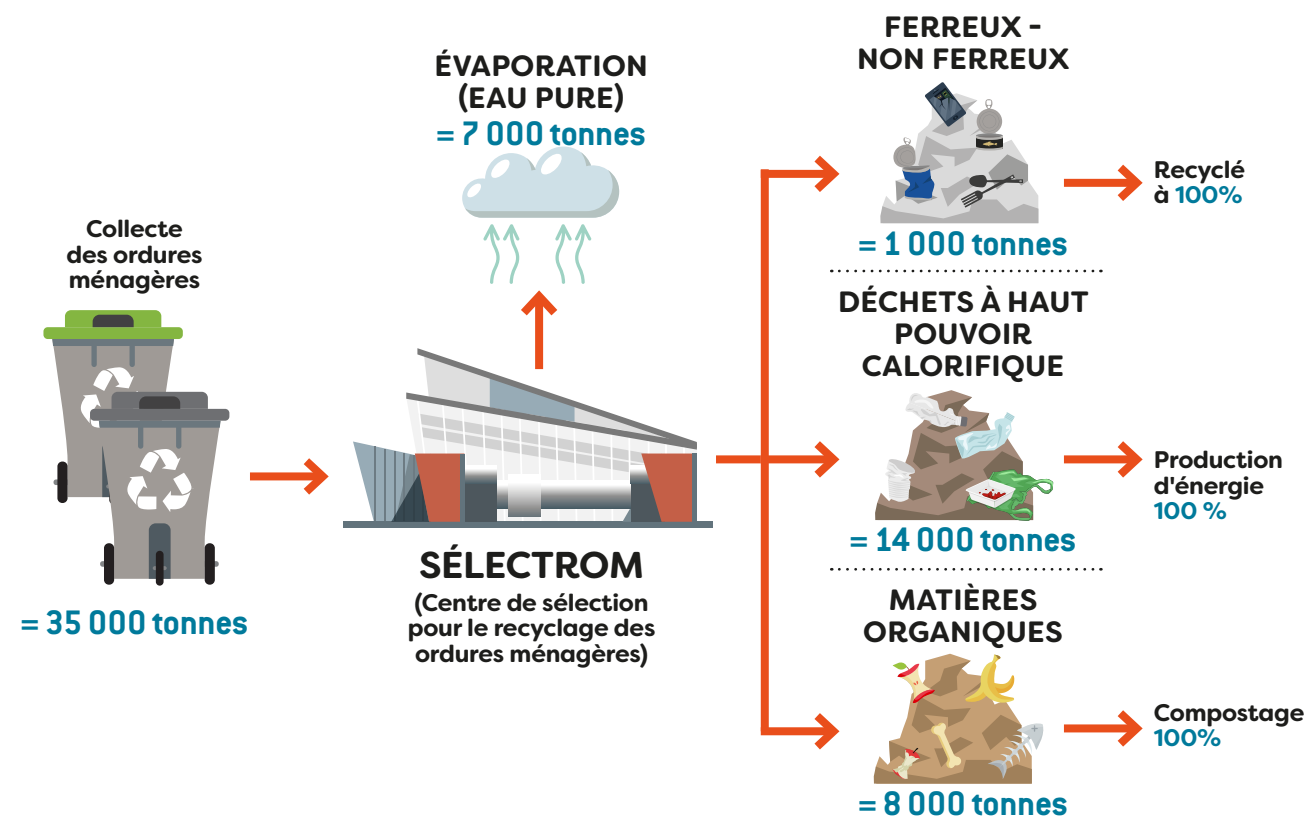 Collecte
des ordures
ménagères
= 35 000 tonnes
ÉVAPORATION
(EAU PURE)
= 7 000 tonnes
SÉLECTROM
(Centre de sélection
pour le recyclage des
ordures ménagères)
FERREUX -
NON FERREUX
= 1 000 tonnes
Recyclé
à 100%
DÉCHETS À HAUT
POUVOIR
CALORIFIQUE
= 14 000 tonnes
Production
d'énergie
100 %
MATIÈRES
ORGANIQUES
= 8 000 tonnes
Compostage
100%